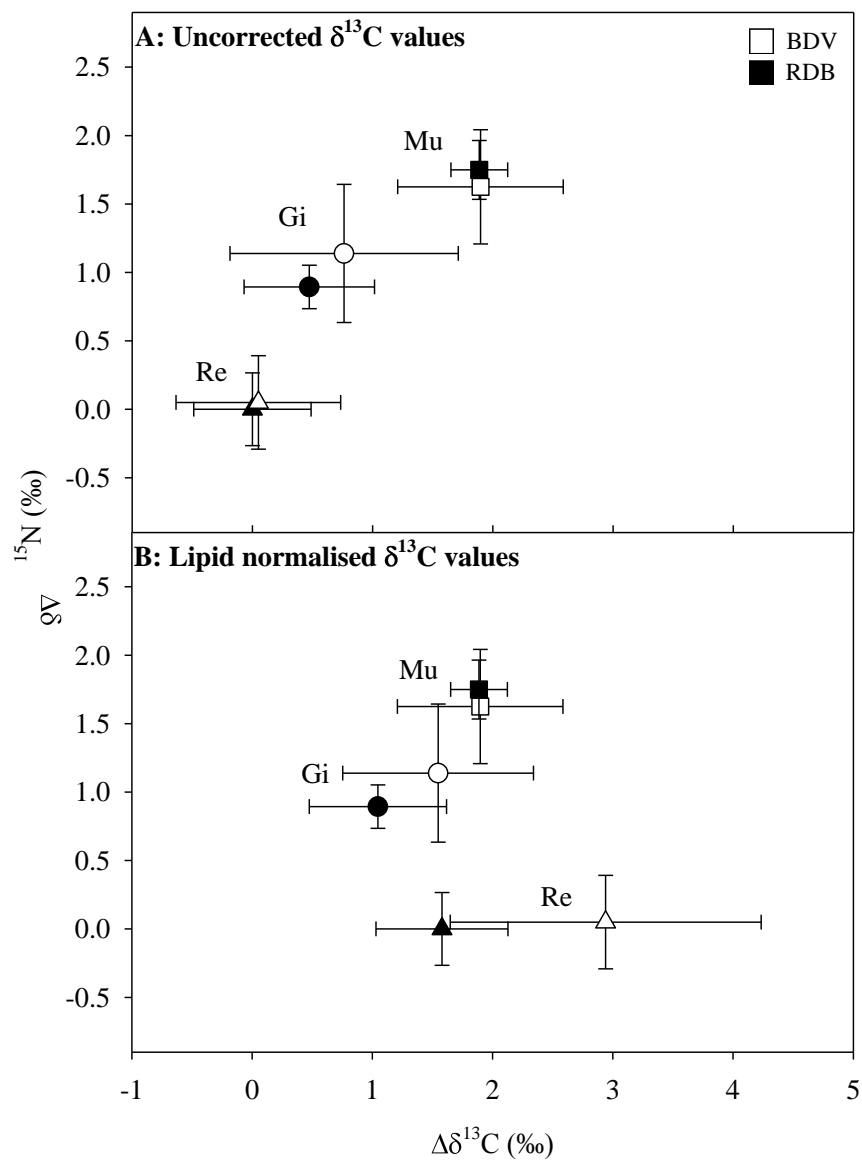 A: Uncorrected δ¹³C values
BDV
RDB
2.5
2.0
1.5
1.0
0.5
0.0
-0.5
Mu
Gi
Re
Δδ ¹⁵N (‰)
B: Lipid normalised δ¹³C values
2.5
2.0
1.5
1.0
0.5
0.0
-0.5
Mu
Gi
Re
-1 0 1 2 3 4 5
Δδ¹³C (‰)